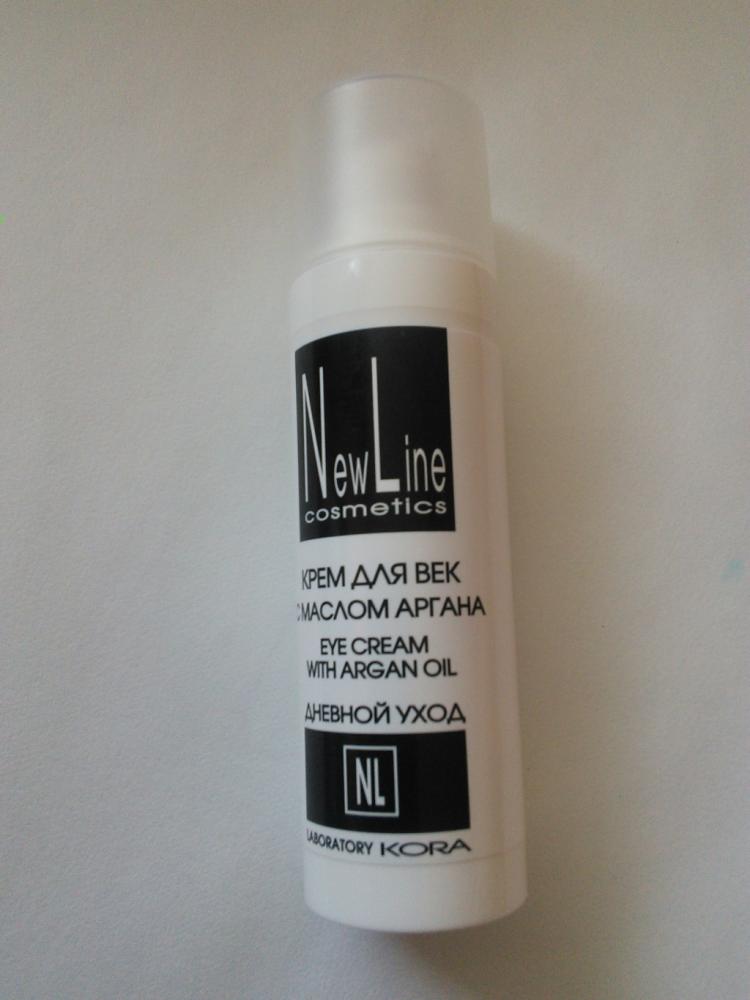 NewLine
cosmetics
КРЕМ ДЛЯ ВЕК
С МАСЛОМ АРГАНА
EYE CREAM
WITH ARGAN OIL
ДНЕВНОЙ УХОД
NL
LABORATORY KORA